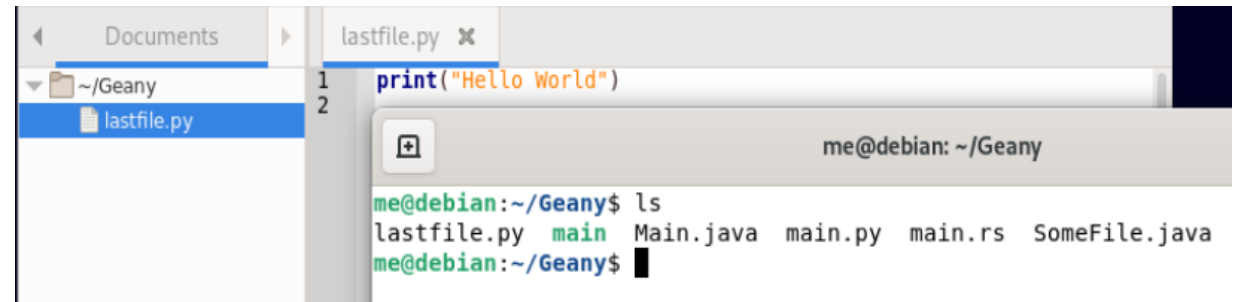 Documents
lastfile.py
~/Geany
lastfile.py
1 print("Hello World")
2
me@debian: ~/Geany
me@debian:~/Geany$ ls
lastfile.py main Main.java main.py main.rs SomeFile.java
me@debian:~/Geany$